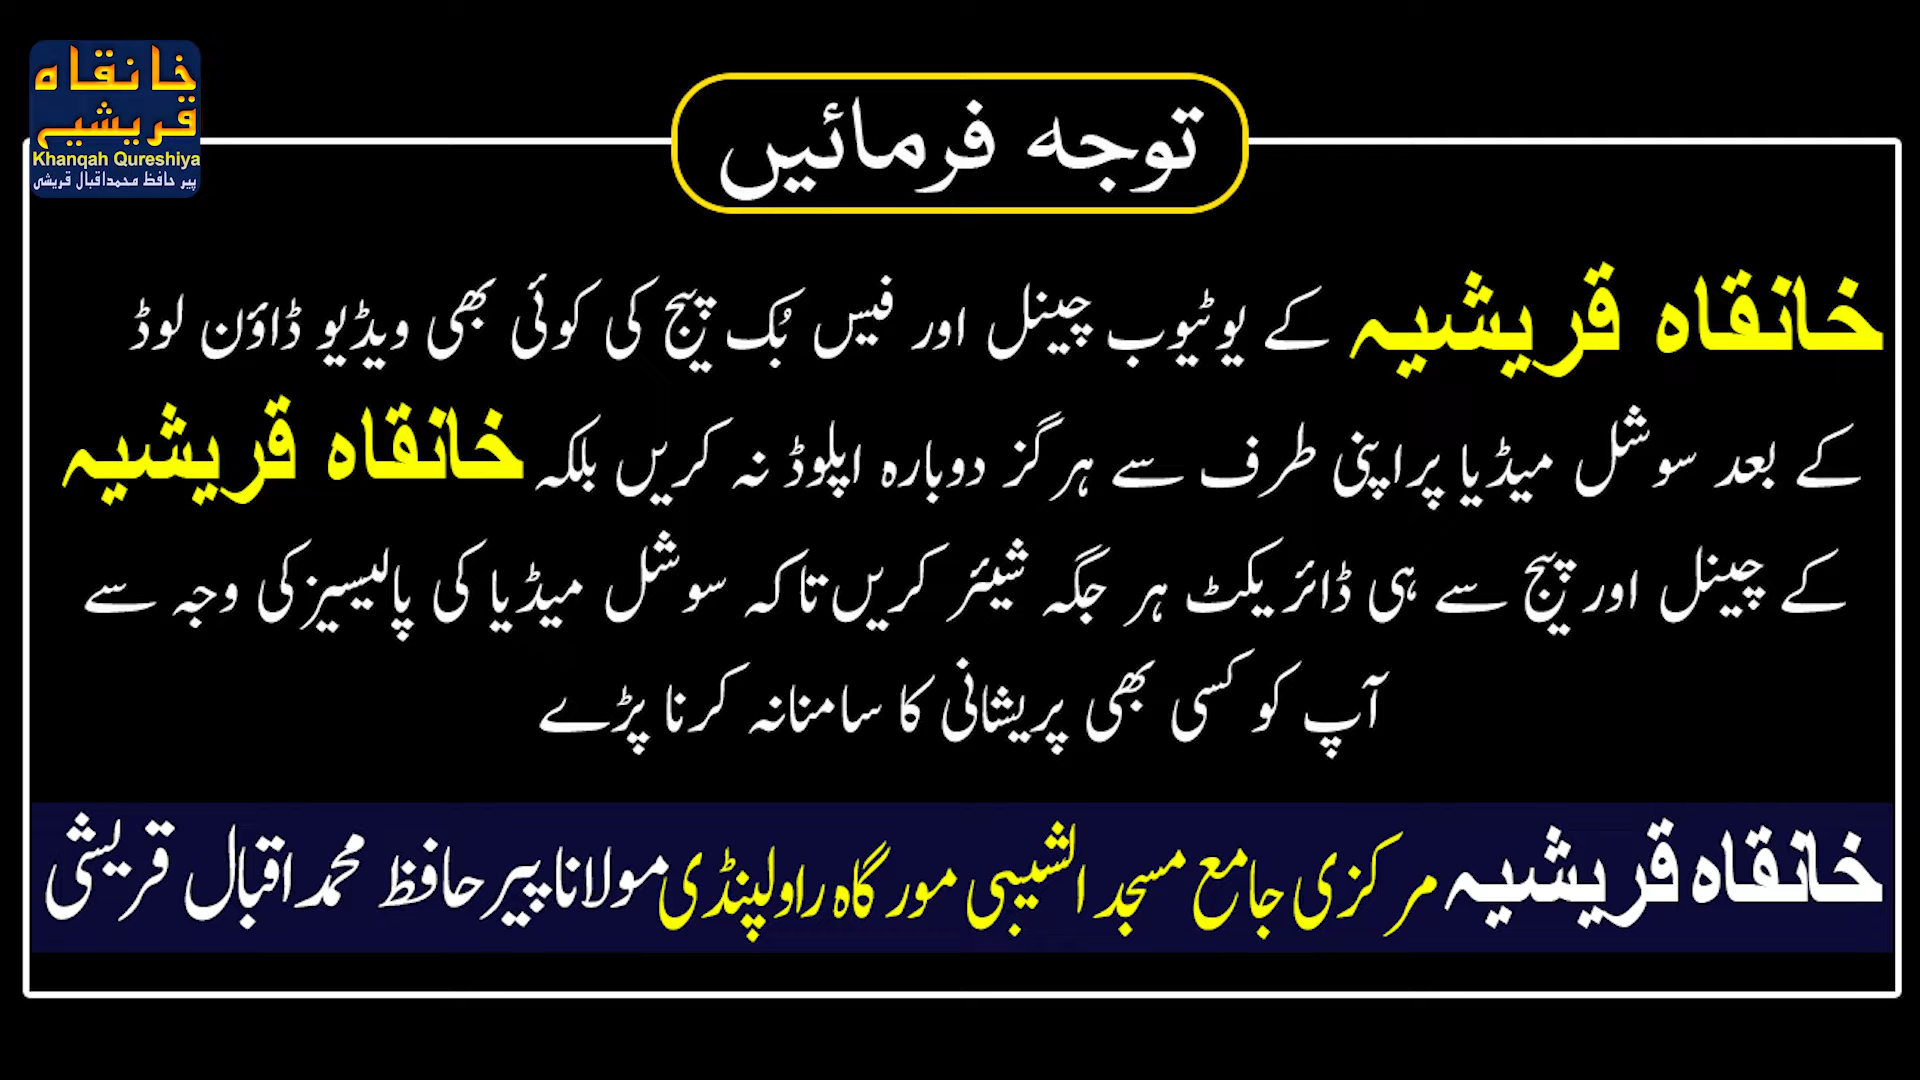 خانقاہ
قریشیہ
Khanqah Qureshiya
پیر حافظ محمداقبال قریشی
توجہ فرمائیں
خانقاہ قریشیہ کے یوٹیوب چینل اور فیس بُک پیج کی کوئی بھی ویڈیو ڈاؤن لوڈ
کے بعد سوشل میڈیا پراپنی طرف سے ہرگز دوبارہ اپلوڈ نہ کریں بلکہ خانقاہ قریشیہ
کے چینل اور پیج سے ہی ڈائریکٹ ہر جگہ شیئر کریں تاکہ سوشل میڈیا کی پالیسیز کی وجہ سے
آپ کو کسی بھی پریشانی کا سامنانہ کرنا پڑے
خانقاہ قریشیہ مرکزی جامع مسجد الشیبی مورگاہ راولپنڈی مولانا پیر حافظ محمد اقبال قریشی